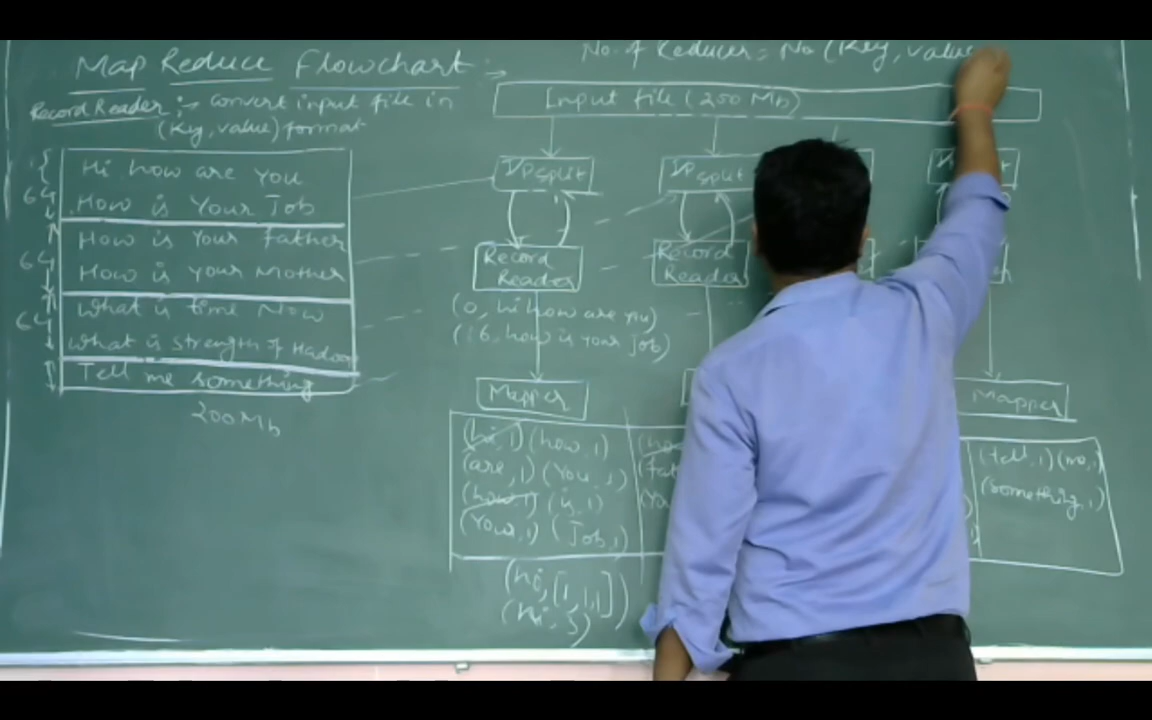 Map Reduce Flowchart :→
No. of Reducer = No (Key, value
Record Reader :→ convert input file in
(Key, value) format
Input file (200 Mb)
Hi how are you
How is Your Job
64
How is Your father
How is your Mother
64
What is time Now
What is strength of Hadoop
64
Tell me something
200 Mb
I/P split
I/P split
Record Reader
Record Reader
(0, hi how are you)
(16, how is your job)
Mapper
Mapper
(hi, 1) (how, 1)
(are, 1) (You, 1)
(how, 1) (is, 1)
(Your, 1) (Job, 1)
(tell, 1) (me, 1)
(something, 1)
(hi, [1, 1, 1])
(hi, 3)